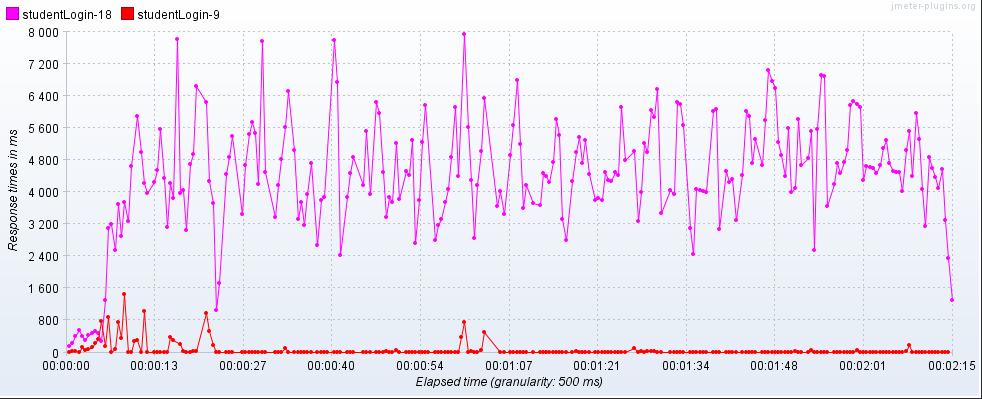 jmeter-plugins.org
studentLogin-18 studentLogin-9
8 000
7 200
6 400
5 600
4 800
4 000
3 200
2 400
1 600
800
0
Response times in ms
00:00:00 00:00:13 00:00:27 00:00:40 00:00:54 00:01:07 00:01:21 00:01:34 00:01:48 00:02:01 00:02:15
Elapsed time (granularity: 500 ms)